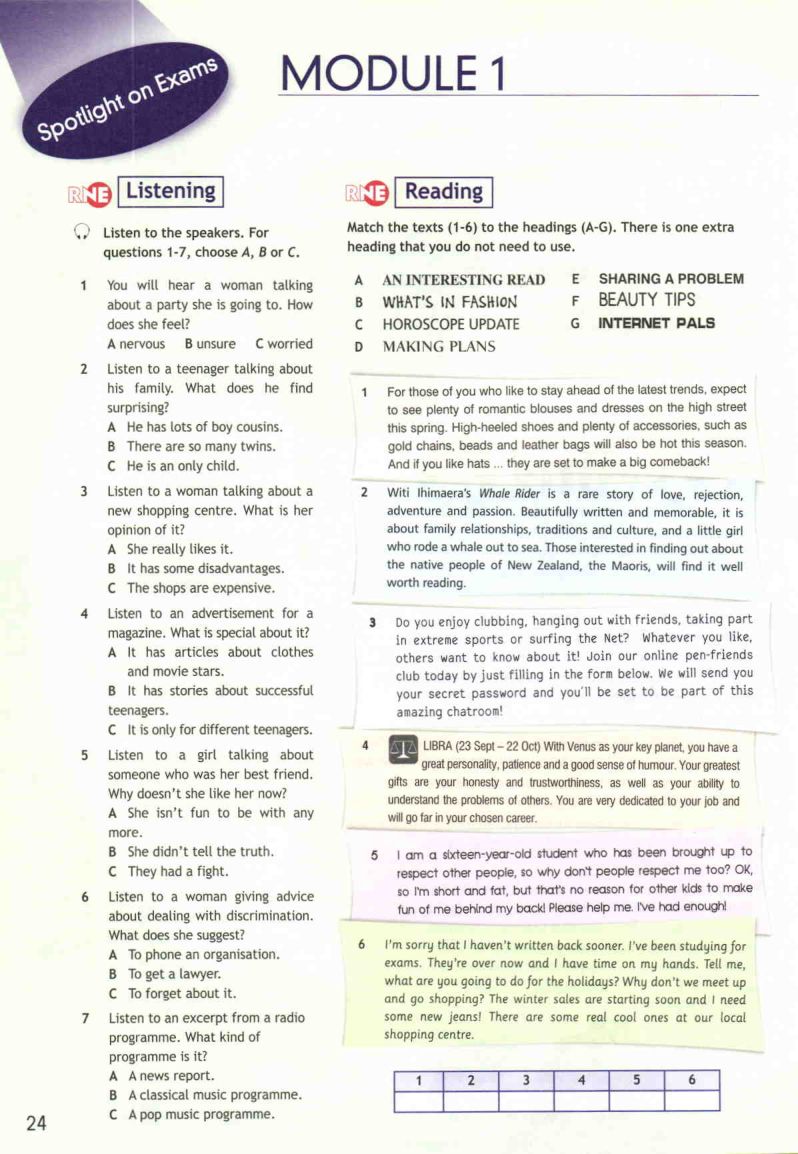 Spotlight on Exams
MODULE 1
RNE Listening
Listen to the speakers. For
questions 1-7, choose A, B or C.
1 You will hear a woman talking
about a party she is going to. How
does she feel?
A nervous B unsure C worried
2 Listen to a teenager talking about
his family. What does he find
surprising?
A He has lots of boy cousins.
B There are so many twins.
C He is an only child.
3 Listen to a woman talking about a
new shopping centre. What is her
opinion of it?
A She really likes it.
B It has some disadvantages.
C The shops are expensive.
4 Listen to an advertisement for a
magazine. What is special about it?
A It has articles about clothes
and movie stars.
B It has stories about successful
teenagers.
C It is only for different teenagers.
5 Listen to a girl talking about
someone who was her best friend.
Why doesn't she like her now?
A She isn't fun to be with any
more.
B She didn't tell the truth.
C They had a fight.
6 Listen to a woman giving advice
about dealing with discrimination.
What does she suggest?
A To phone an organisation.
B To get a lawyer.
C To forget about it.
7 Listen to an excerpt from a radio
programme. What kind of
programme is it?
A A news report.
B A classical music programme.
C A pop music programme.
RNE Reading
Match the texts (1-6) to the headings (A-G). There is one extra
heading that you do not need to use.
A AN INTERESTING READ
B WHAT'S IN FASHION
C HOROSCOPE UPDATE
D MAKING PLANS
E SHARING A PROBLEM
F BEAUTY TIPS
G INTERNET PALS
1 For those of you who like to stay ahead of the latest trends, expect
to see plenty of romantic blouses and dresses on the high street
this spring. High-heeled shoes and plenty of accessories, such as
gold chains, beads and leather bags will also be hot this season.
And if you like hats ... they are set to make a big comeback!
2 Witi Ihimaera's Whale Rider is a rare story of love, rejection,
adventure and passion. Beautifully written and memorable, it is
about family relationships, traditions and culture, and a little girl
who rode a whale out to sea. Those interested in finding out about
the native people of New Zealand, the Maoris, will find it well
worth reading.
3 Do you enjoy clubbing, hanging out with friends, taking part
in extreme sports or surfing the Net? Whatever you like,
others want to know about it! Join our online pen-friends
club today by just filling in the form below. We will send you
your secret password and you'll be set to be part of this
amazing chatroom!
4 LIBRA (23 Sept – 22 Oct) With Venus as your key planet, you have a
great personality, patience and a good sense of humour. Your greatest
gifts are your honesty and trustworthiness, as well as your ability to
understand the problems of others. You are very dedicated to your job and
will go far in your chosen career.
5 I am a sixteen-year-old student who has been brought up to
respect other people, so why don't people respect me too? OK,
so I'm short and fat, but that's no reason for other kids to make
fun of me behind my back! Please help me. I've had enough!
6 I'm sorry that I haven't written back sooner. I've been studying for
exams. They're over now and I have time on my hands. Tell me,
what are you going to do for the holidays? Why don't we meet up
and go shopping? The winter sales are starting soon and I need
some new jeans! There are some real cool ones at our local
shopping centre.
1 2 3 4 5 6
24